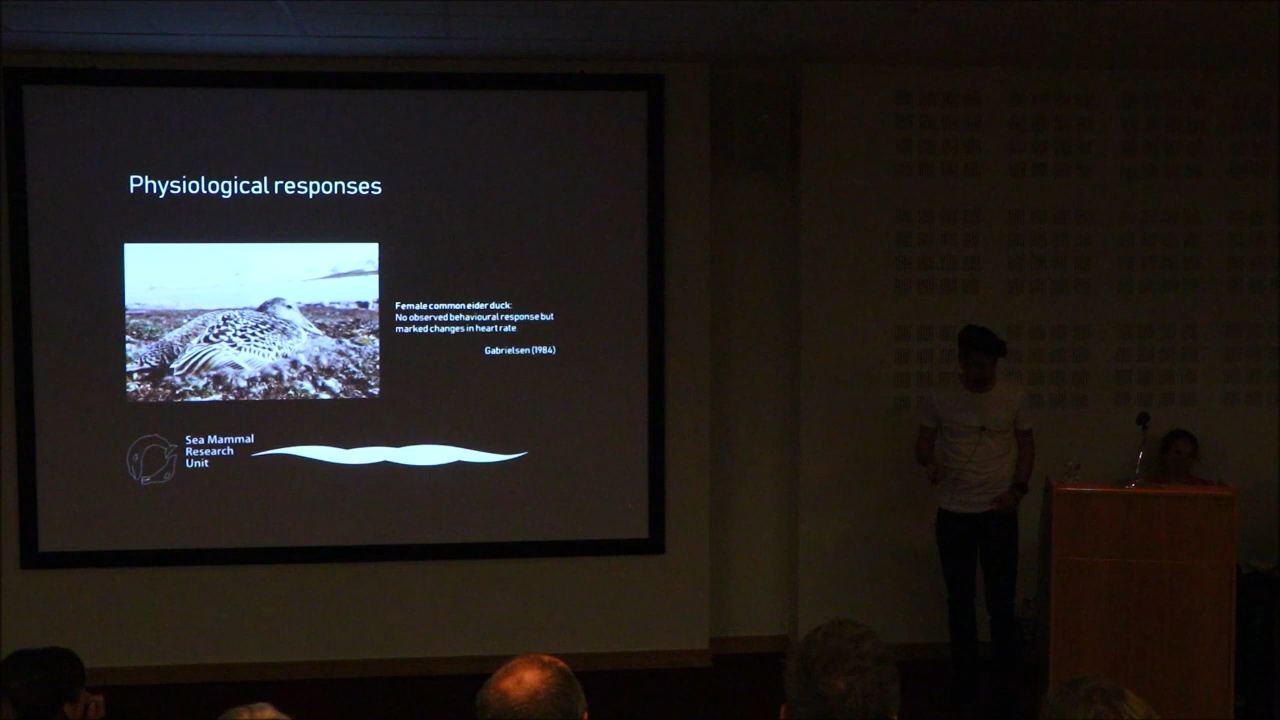 Physiological responses
Female common eider duck:
No observed behavioural response but
marked changes in heart rate
Gabrielsen (1984)
Sea Mammal
Research
Unit